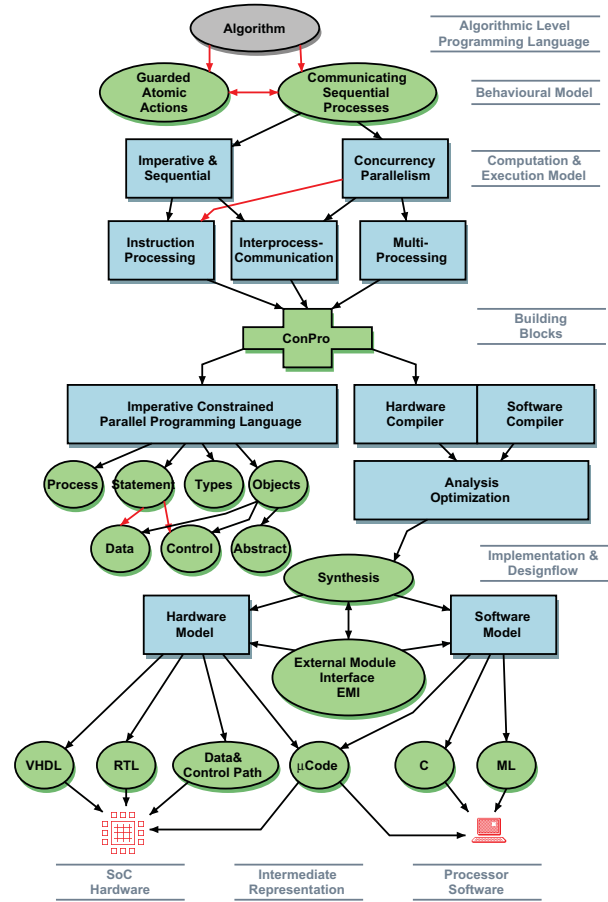 Algorithm
Algorithmic Level
Programming Language
Guarded
Atomic
Actions
Communicating
Sequential
Processes
Behavioural Model
Imperative &
Sequential
Concurrency
Parallelism
Computation &
Execution Model
Instruction
Processing
Interprocess-
Communication
Multi-
Processing
Building
Blocks
ConPro
Imperative Constrained
Parallel Programming Language
Hardware
Compiler
Software
Compiler
Process
Statement
Types
Objects
Analysis
Optimization
Data
Control
Abstract
Implementation &
Designflow
Synthesis
Hardware
Model
Software
Model
External Module
Interface
EMI
VHDL
RTL
Data&
Control Path
µCode
C
ML
SoC
Hardware
Intermediate
Representation
Processor
Software